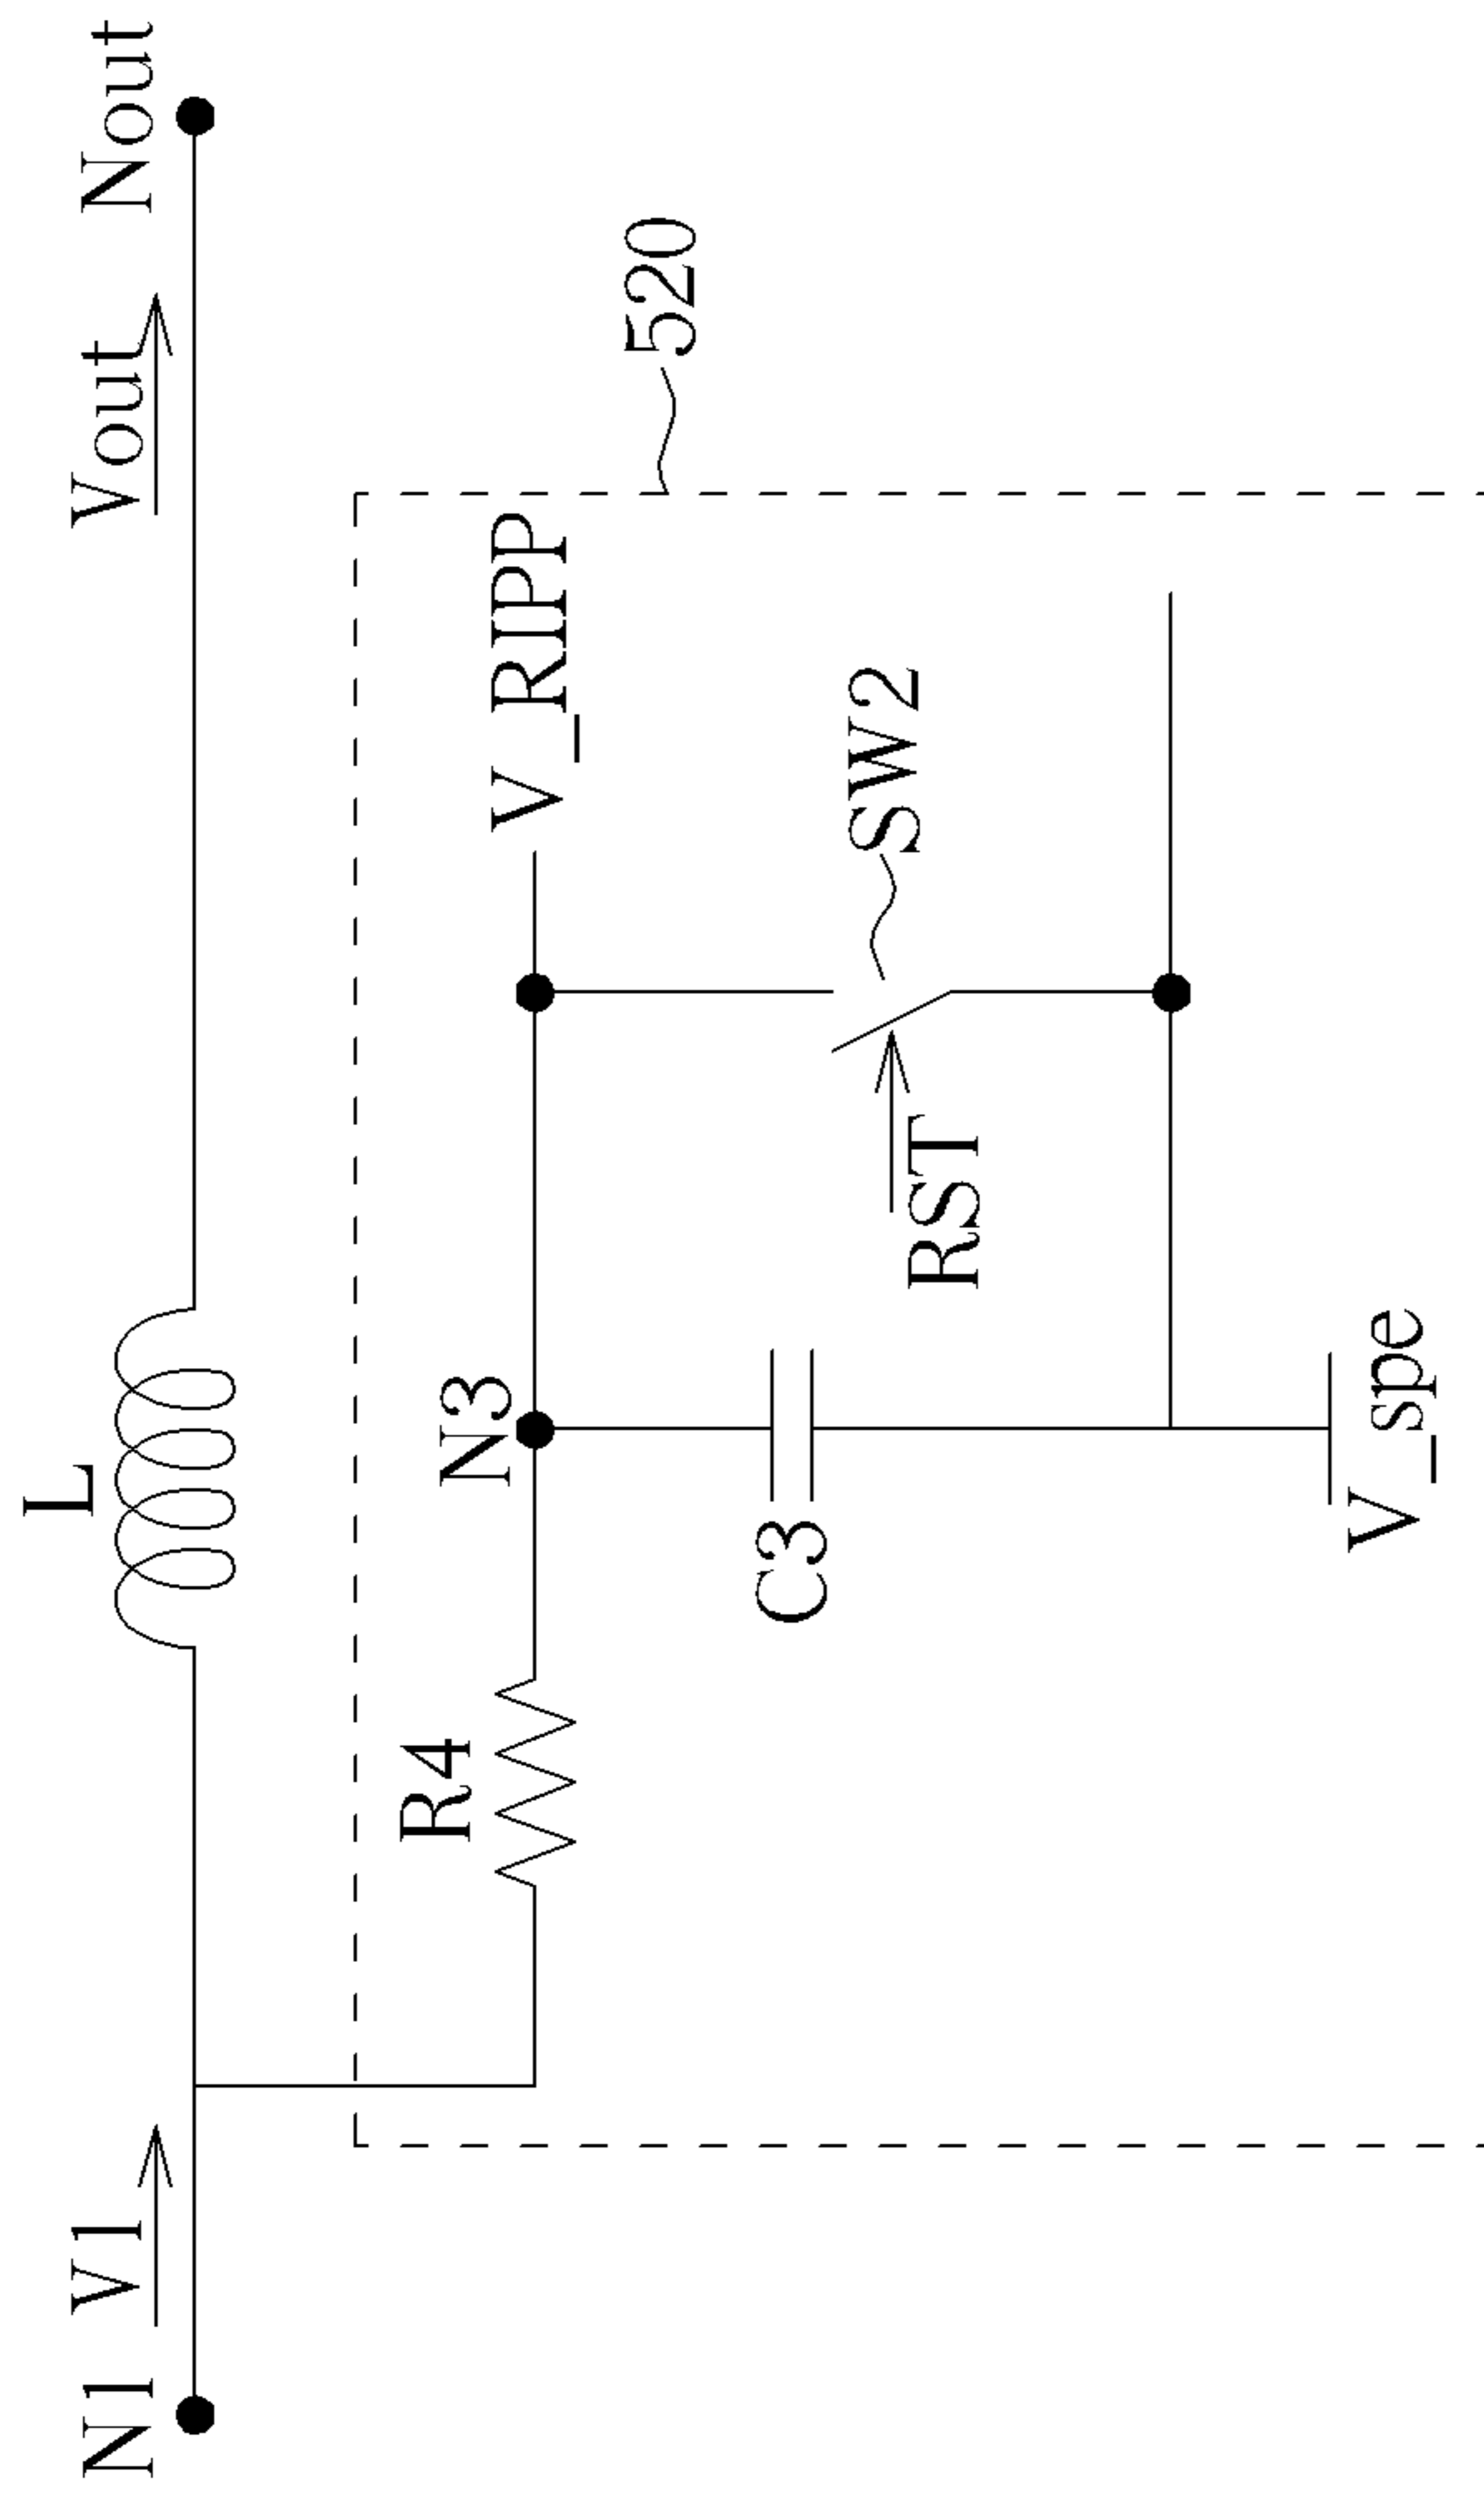 N1
V1
L
Vout
Nout
R4
N3
V_RIPP
520
C3
RST
SW2
V_spe